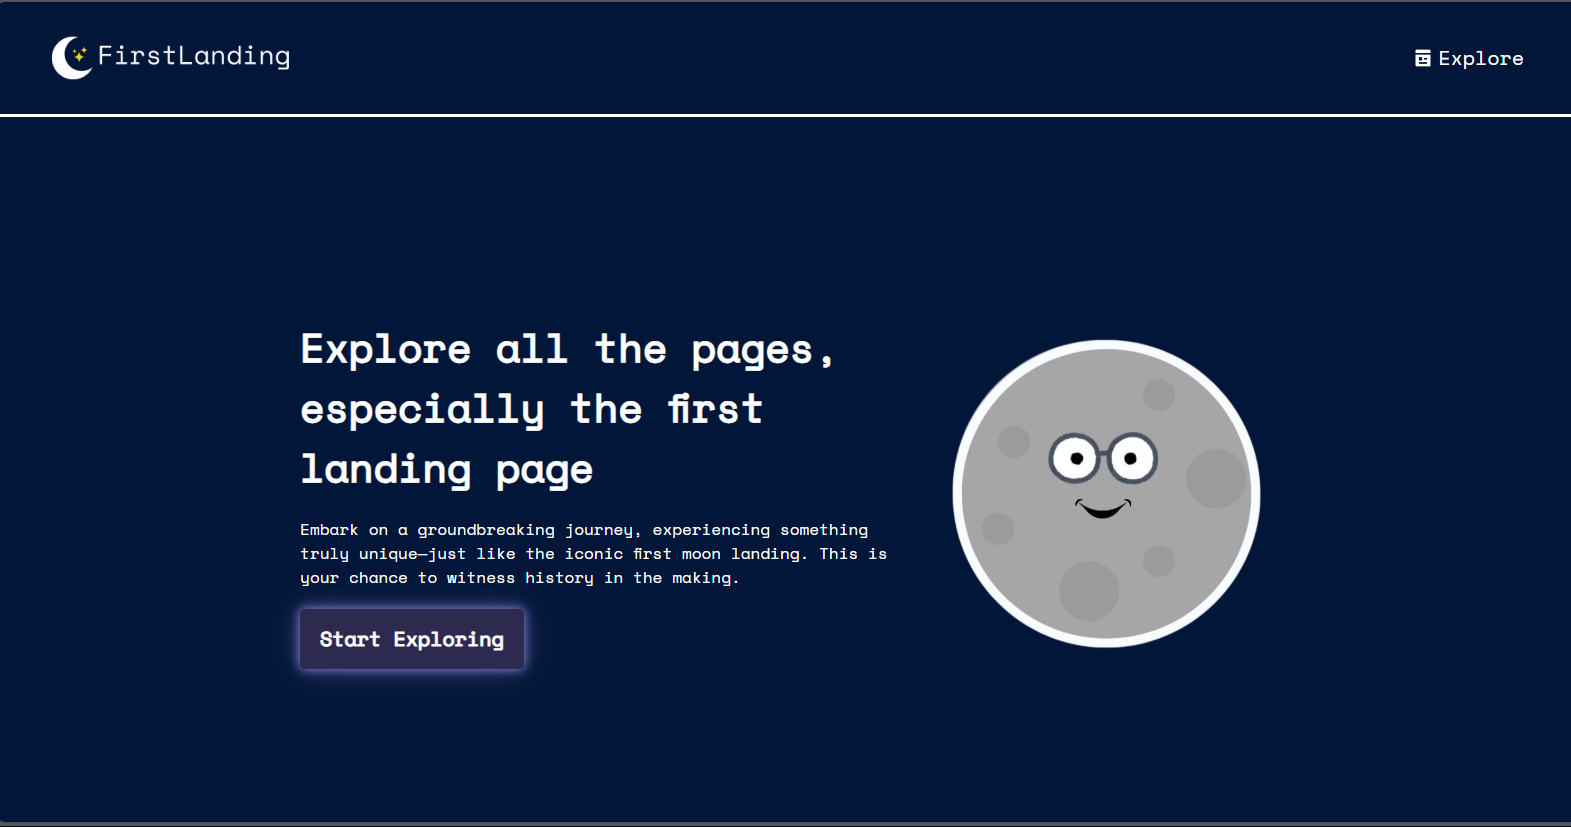 FirstLanding
Explore
Explore all the pages,
especially the first
landing page
Embark on a groundbreaking journey, experiencing something
truly unique—just like the iconic first moon landing. This is
your chance to witness history in the making.
Start Exploring